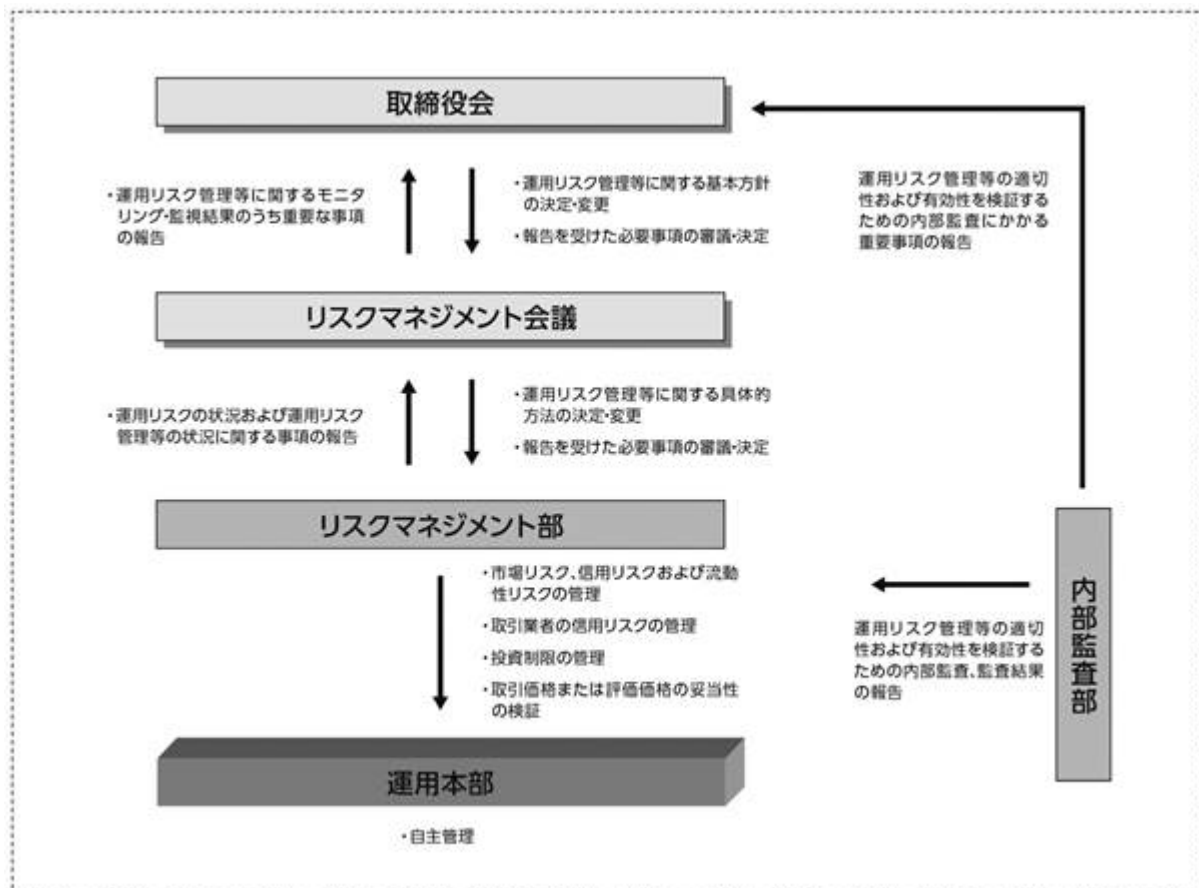 取締役会
・運用リスク管理等に関するモニタ
リング・監視結果のうち重要な事項
の報告
・運用リスク管理等に関する基本方針
の決定・変更
・報告を受けた必要事項の審議・決定
運用リスク管理等の適切
性および有効性を検証する
ための内部監査にかかる
重要事項の報告
リスクマネジメント会議
・運用リスクの状況および運用リスク
管理等の状況に関する事項の報告
・運用リスク管理等に関する具体的
方法の決定・変更
・報告を受けた必要事項の審議・決定
リスクマネジメント部
・市場リスク、信用リスクおよび流動
性リスクの管理
・取引業者の信用リスクの管理
・投資制限の管理
・取引価格または評価価格の妥当性
の検証
運用リスク管理等の適切
性および有効性を検証する
ための内部監査、監査結果
の報告
内部監査部
運用本部
・自主管理